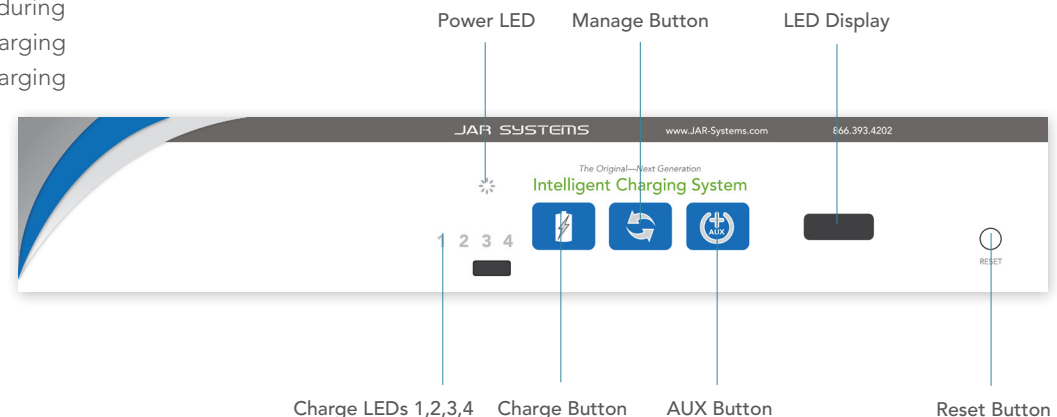 during
arging
arging
Power LED Manage Button LED Display
JAR SYSTEMS www.JAR-Systems.com 866.393.4202
The Original—Next Generation
Intelligent Charging System
1 2 3 4
AUX
RESET
Charge LEDs 1,2,3,4 Charge Button AUX Button Reset Button